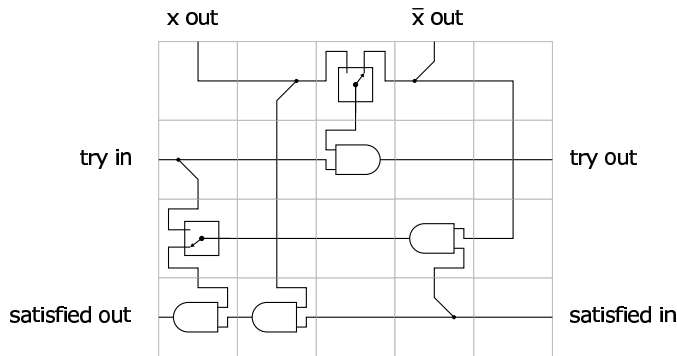 x out
x̄ out
try in
try out
satisfied out
satisfied in